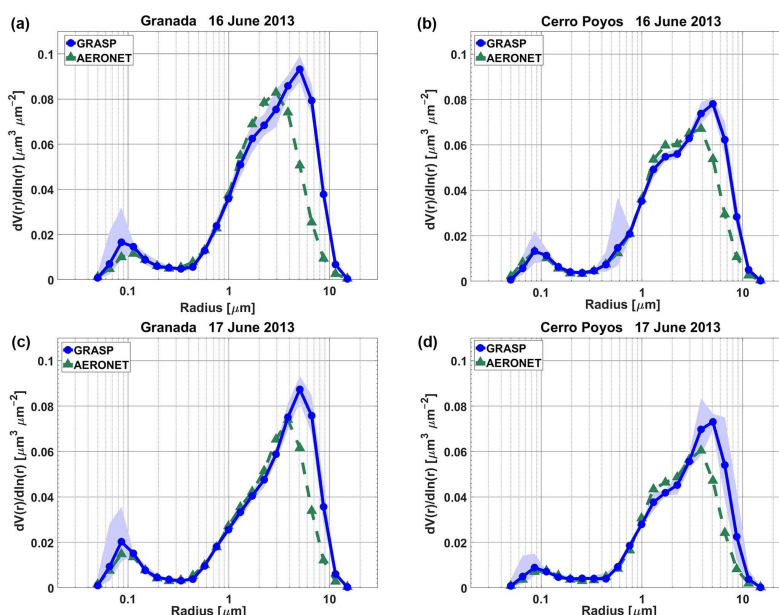 (a)
Granada 16 June 2013
GRASP
AERONET
dV(r)/dln(r) [μm³ μm⁻²]
0.1
0.08
0.06
0.04
0.02
0
0.1
1
10
Radius [μm]
(b)
Cerro Poyos 16 June 2013
GRASP
AERONET
dV(r)/dln(r) [μm³ μm⁻²]
0.1
0.08
0.06
0.04
0.02
0
0.1
1
10
Radius [μm]
(c)
Granada 17 June 2013
GRASP
AERONET
dV(r)/dln(r) [μm³ μm⁻²]
0.1
0.08
0.06
0.04
0.02
0
0.1
1
10
Radius [μm]
(d)
Cerro Poyos 17 June 2013
GRASP
AERONET
dV(r)/dln(r) [μm³ μm⁻²]
0.1
0.08
0.06
0.04
0.02
0
0.1
1
10
Radius [μm]